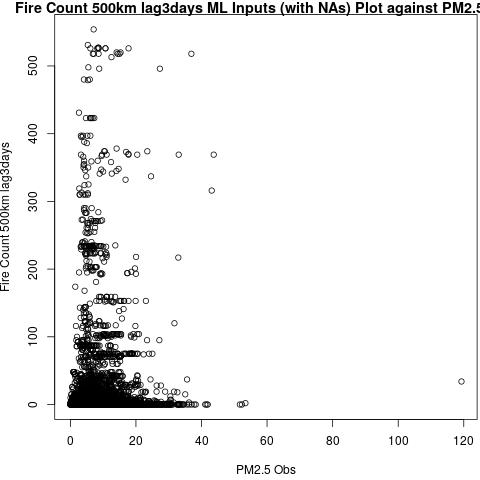 Fire Count 500km lag3days ML Inputs (with NAs) Plot against PM2.5
Fire Count 500km lag3days
500
400
300
200
100
0
0 20 40 60 80 100 120
PM2.5 Obs